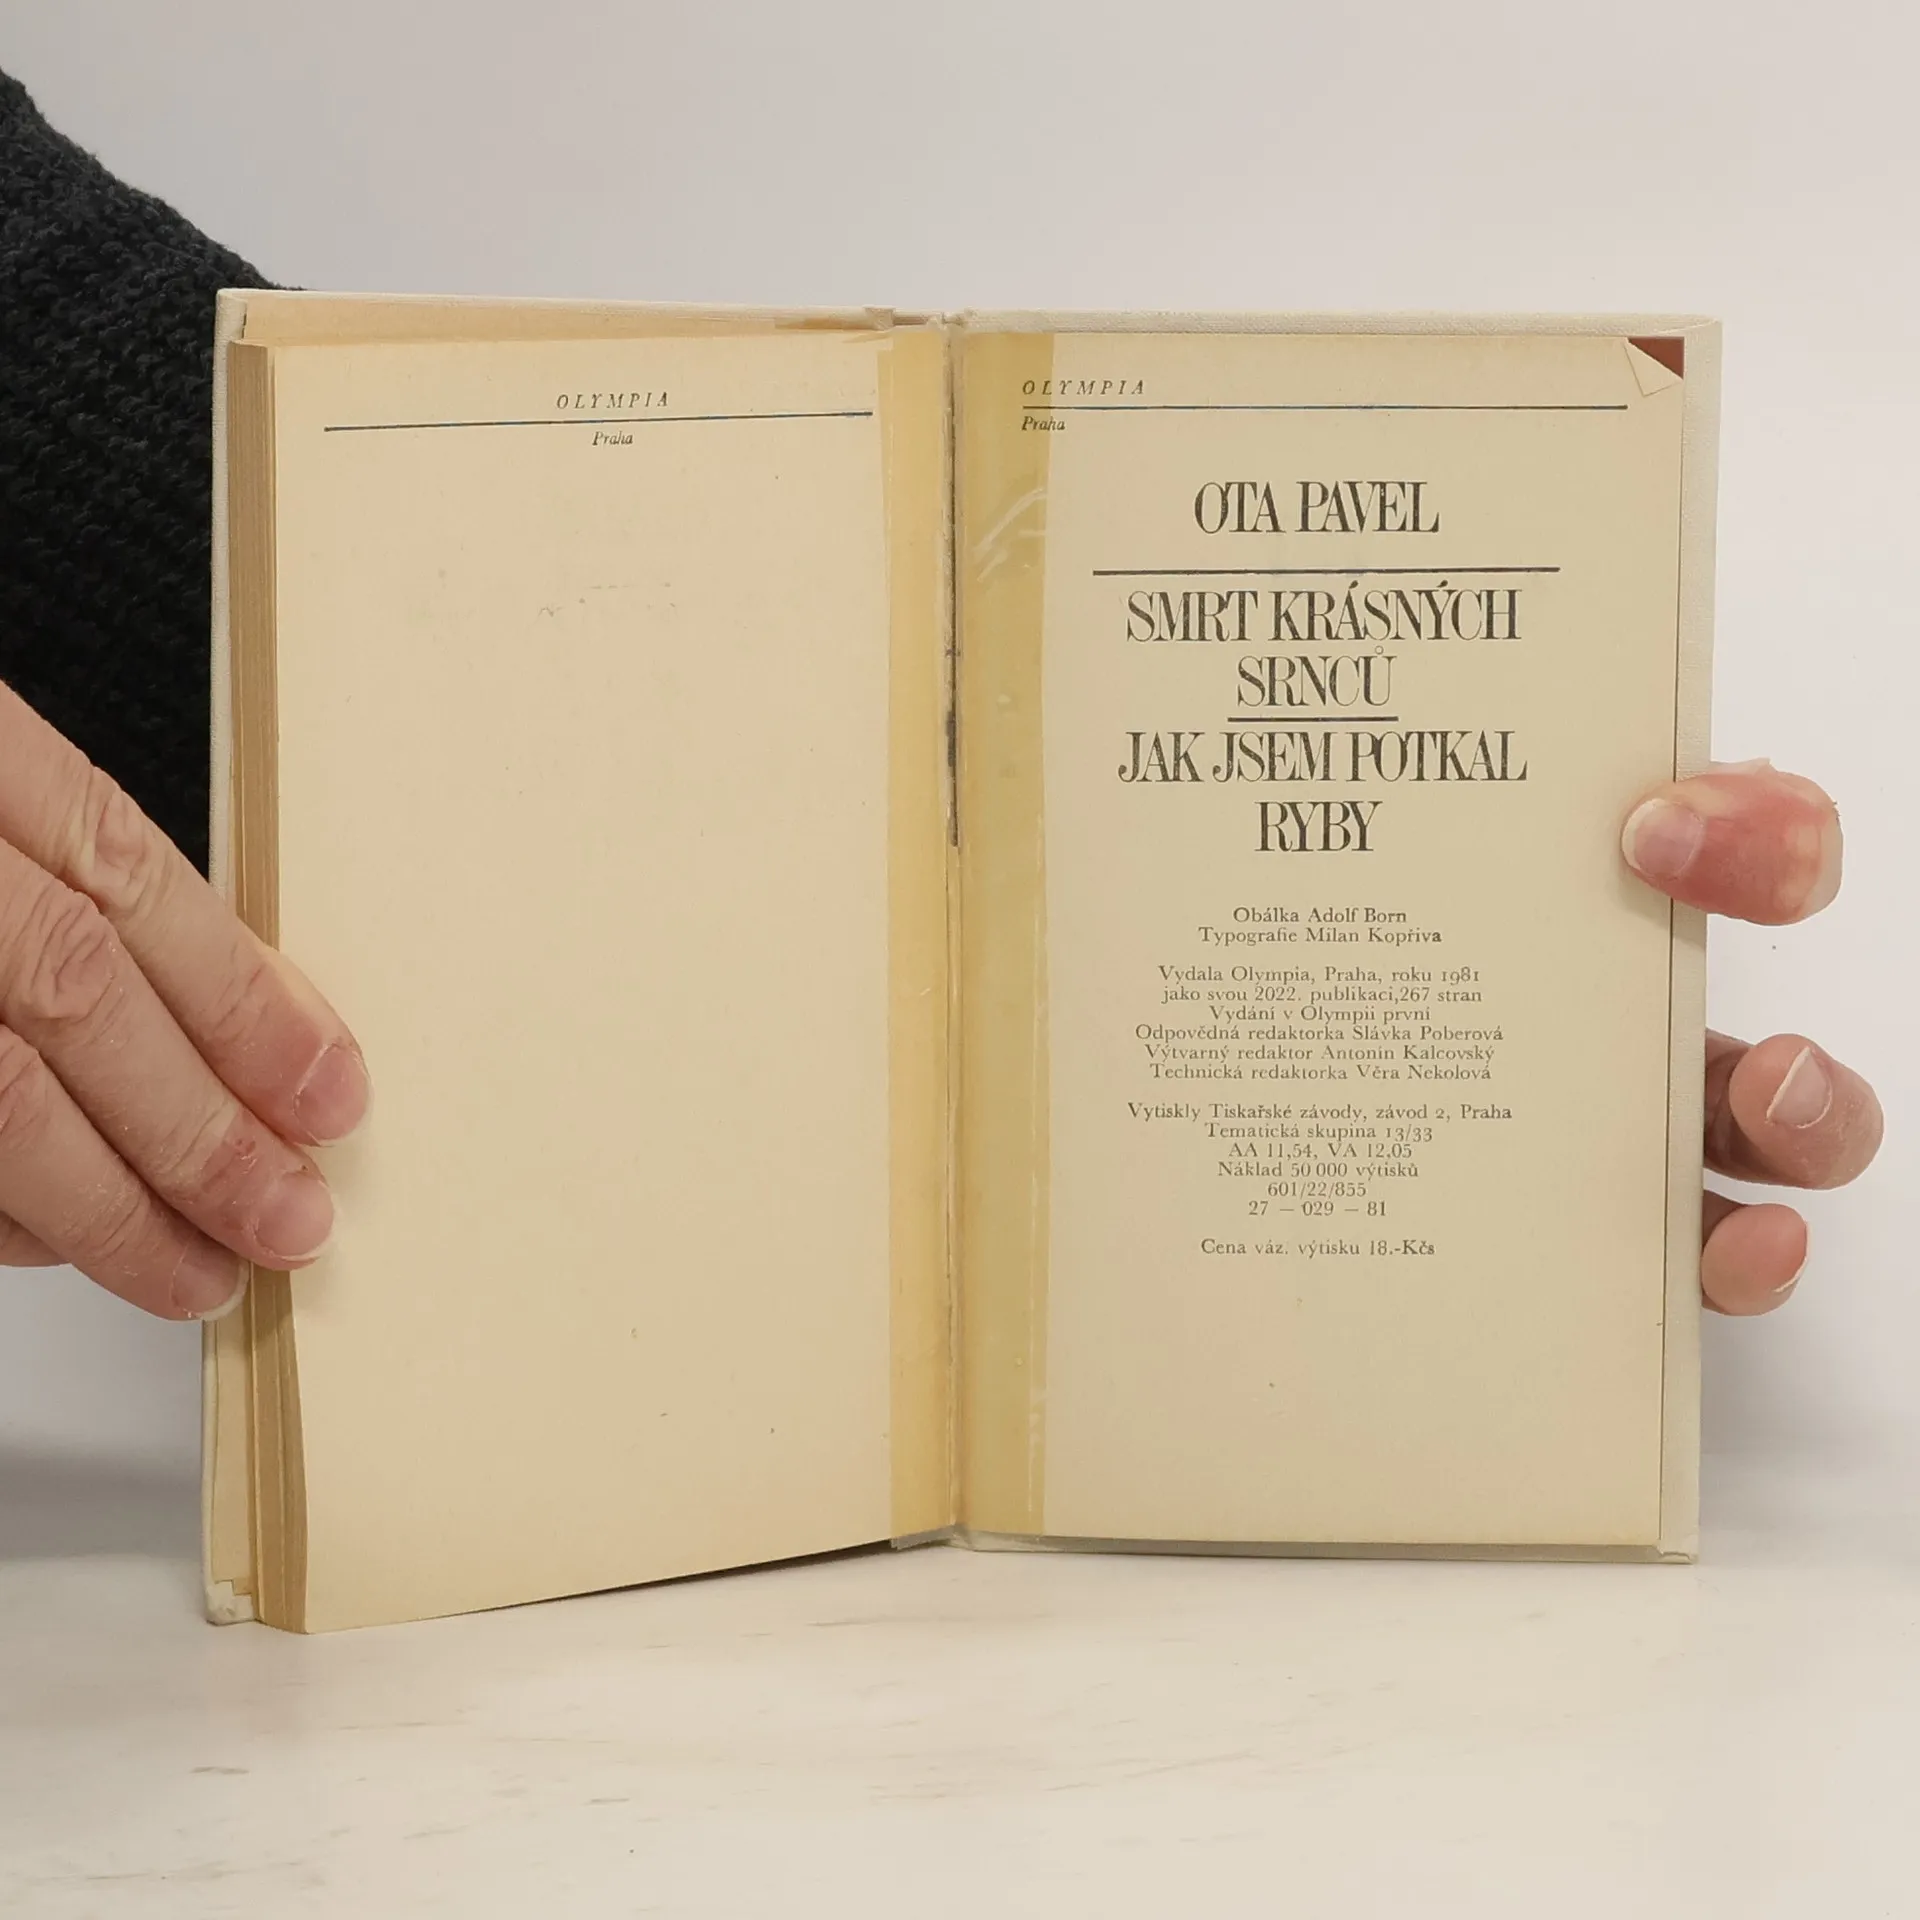 OLYMPIA
Praha
OLYMPIA
Praha
OTA PAVEL
SMRT KRÁSNÝCH
SRNCŮ
JAK JSEM POTKAL
RYBY
Obálka Adolf Born
Typografie Milan Kopřiva
Vydala Olympia, Praha, roku 1981
jako svou 2022. publikaci,267 stran
Vydání v Olympii první
Odpovědná redaktorka Slávka Poberová
Výtvarný redaktor Antonín Kalcovský
Technická redaktorka Věra Nekolová
Vytiskly Tiskařské závody, závod 2, Praha
Tematická skupina 13/33
AA 11,54, VA 12,05
Náklad 50 000 výtisků
601/22/855
27 — 029 — 81
Cena váz. výtisku 18.-Kčs